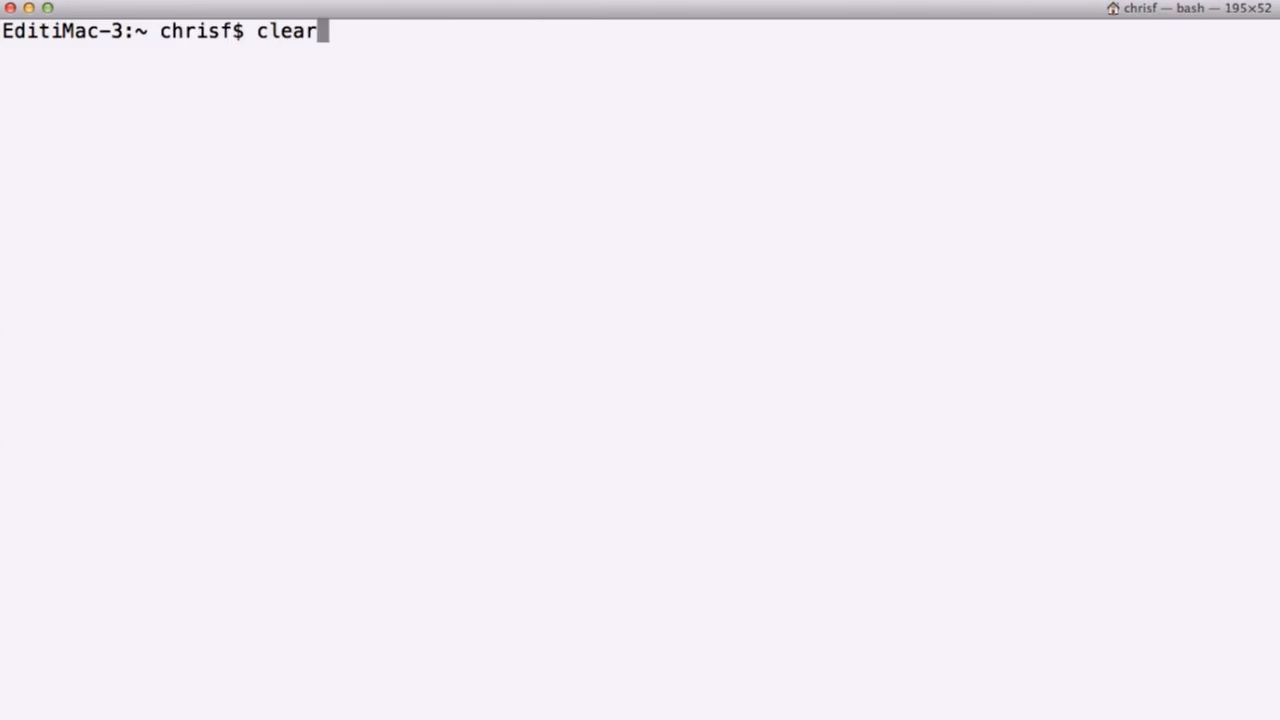 chrisf — bash — 195×52
EditiMac-3:~ chrisf$ clear